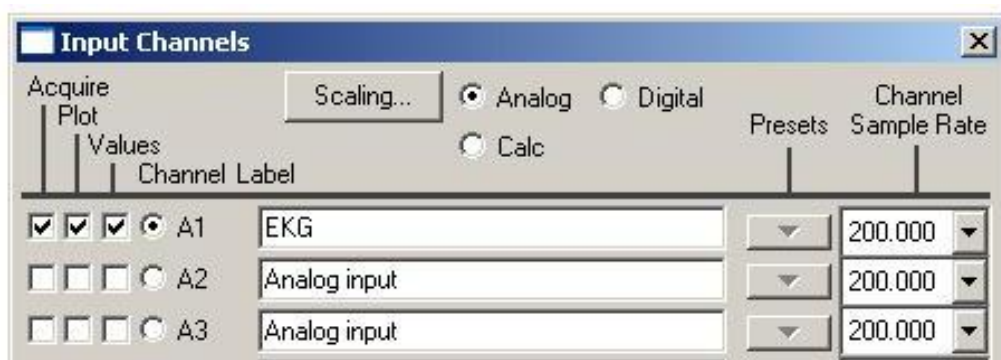 Input Channels
Acquire
Plot
Values
Channel Label
Scaling...
Analog
Digital
Calc
Presets
Channel
Sample Rate
A1 EKG 200.000
A2 Analog input 200.000
A3 Analog input 200.000